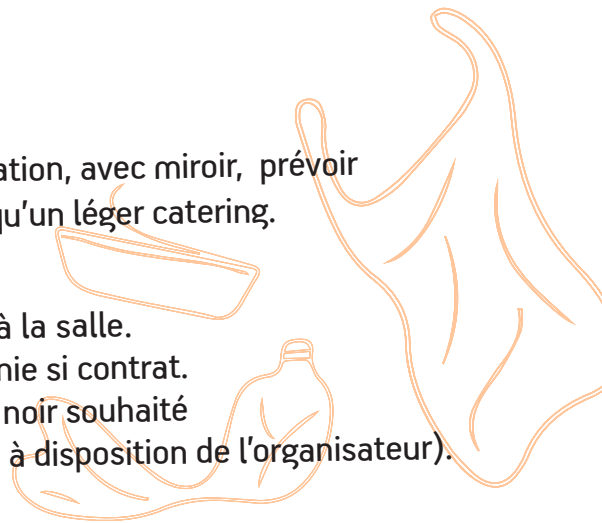 ation, avec miroir, prévoir
qu'un léger catering.
à la salle.
nie si contrat.
noir souhaité
à disposition de l'organisateur).